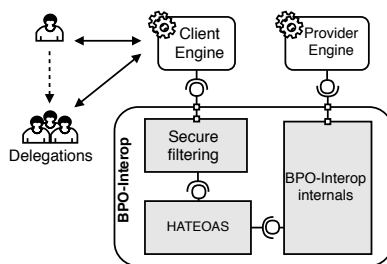 Client
Engine
Provider
Engine
Delegations
BPO-Interop
Secure
filtering
BPO-Interop
internals
HATEOAS